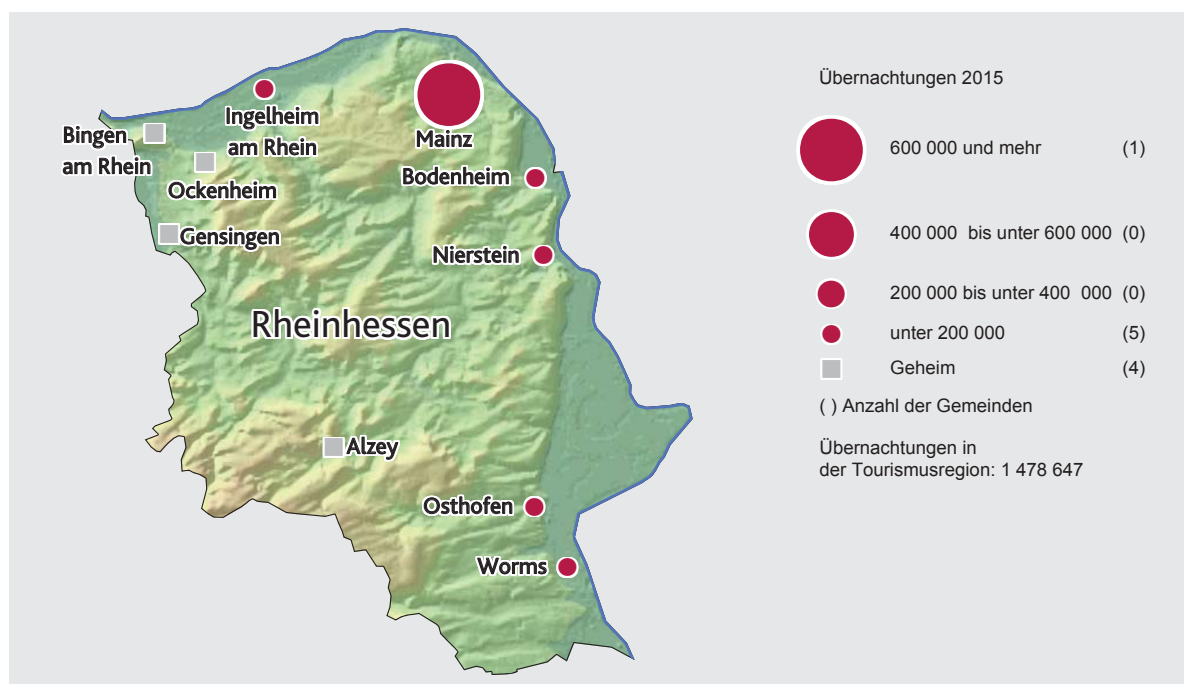 Ingelheim
am Rhein
Bingen
am Rhein
Ockenheim
Gensingen
Mainz
Bodenheim
Nierstein
Rheinhessen
Alzey
Osthofen
Worms
Übernachtungen 2015
600 000 und mehr (1)
400 000 bis unter 600 000 (0)
200 000 bis unter 400 000 (0)
unter 200 000 (5)
Geheim (4)
( ) Anzahl der Gemeinden
Übernachtungen in
der Tourismusregion: 1 478 647